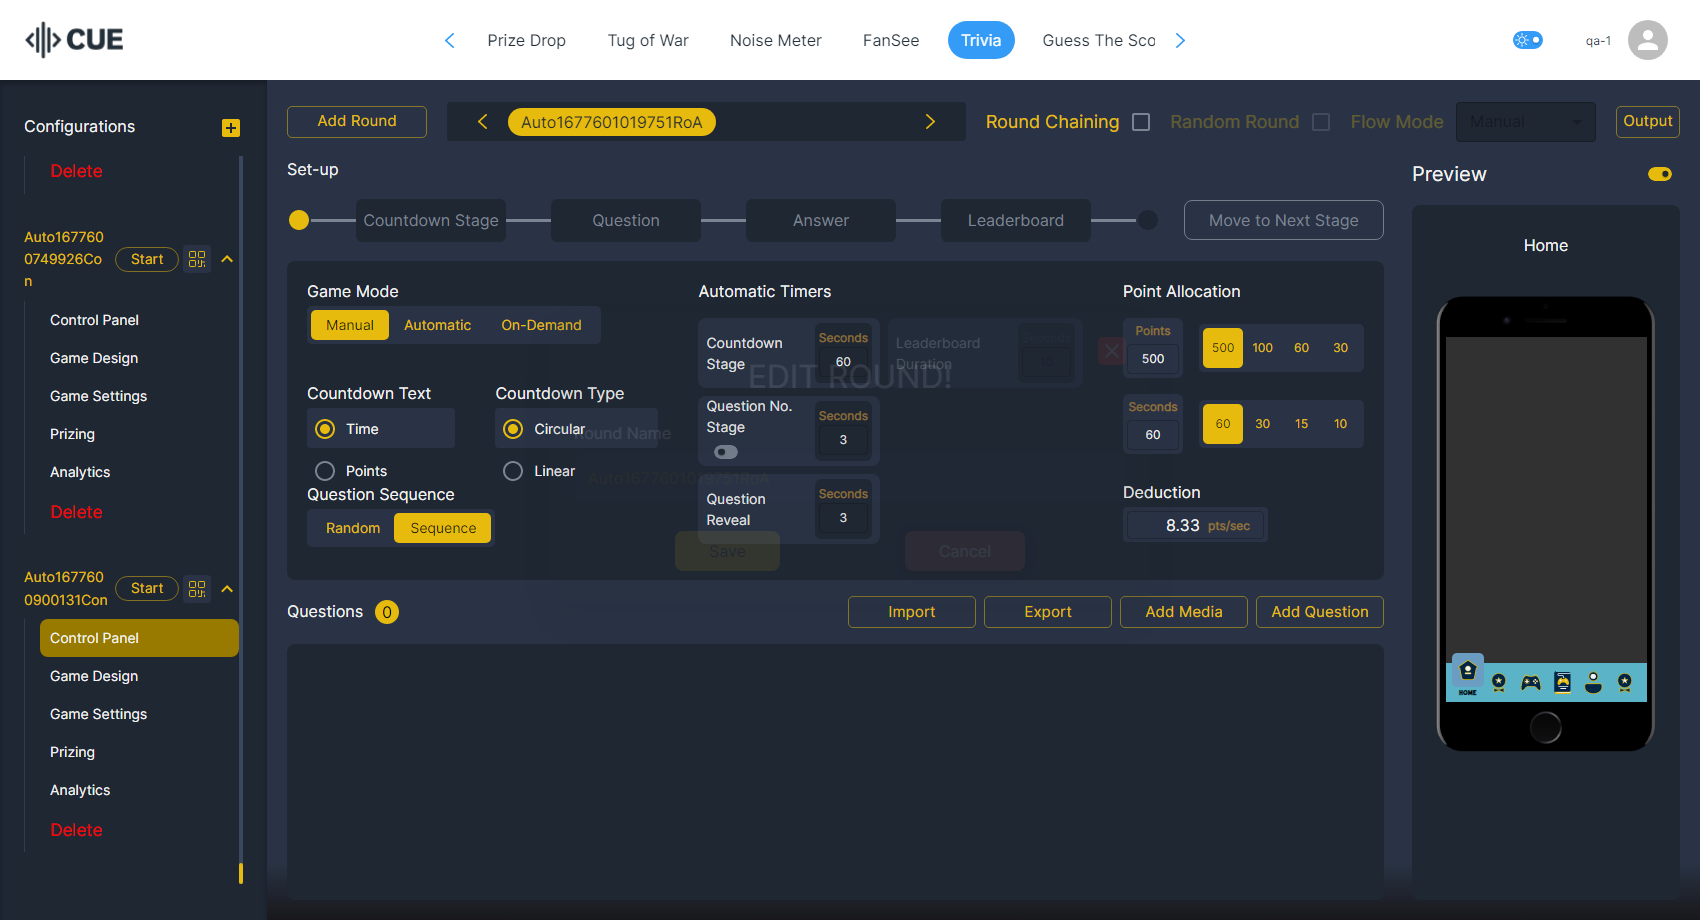 CUE
Prize Drop
Tug of War
Noise Meter
FanSee
Trivia
Guess The Sco
qa-1
Configurations
Delete
Auto167760
0749926Co
n
Start
Control Panel
Game Design
Game Settings
Prizing
Analytics
Delete
Auto167760
0900131Con
Start
Control Panel
Game Design
Game Settings
Prizing
Analytics
Delete
Add Round
Auto1677601019751RoA
Round Chaining
Random Round
Flow Mode
Manual
Output
Set-up
Countdown Stage
Question
Answer
Leaderboard
Move to Next Stage
Game Mode
Manual
Automatic
On-Demand
Countdown Text
Time
Points
Countdown Type
Circular
Linear
Question Sequence
Random
Sequence
Automatic Timers
Countdown
Stage
Seconds
60
Leaderboard
Duration
Question No.
Stage
Seconds
3
Question
Reveal
Seconds
3
EDIT ROUND!
Round Name
Auto1677601019751RoA
Save
Cancel
Point Allocation
Points
500
500
100
60
30
Seconds
60
60
30
15
10
Deduction
8.33 pts/sec
Questions 0
Import
Export
Add Media
Add Question
Preview
Home
HOME